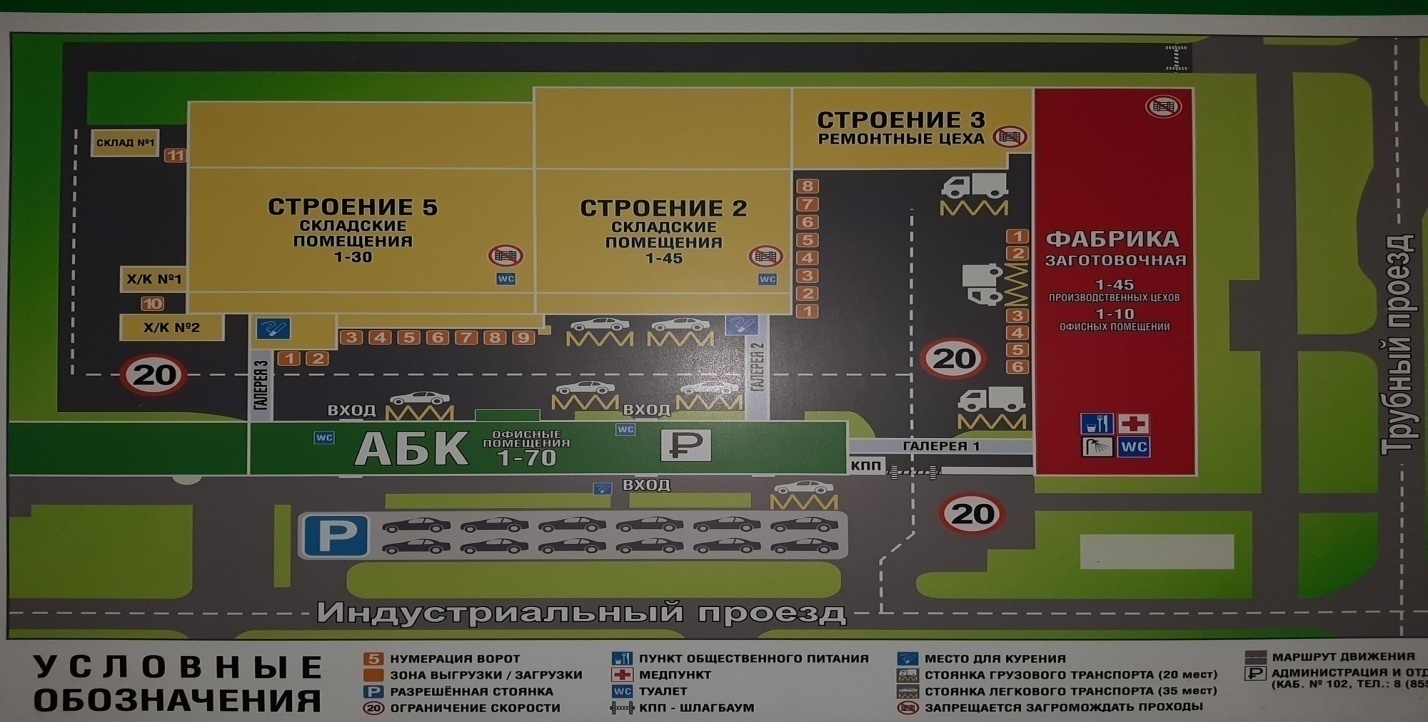 СТРОЕНИЕ 3
РЕМОНТНЫЕ ЦЕХА
СКЛАД №1
11
СТРОЕНИЕ 5
СКЛАДСКИЕ
ПОМЕЩЕНИЯ
1-30
WC
СТРОЕНИЕ 2
СКЛАДСКИЕ
ПОМЕЩЕНИЯ
1-45
WC
8
7
6
5
4
3
2
1
1
2
3
4
5
6
ФАБРИКА
ЗАГОТОВОЧНАЯ
1-45
ПРОИЗВОДСТВЕННЫХ ЦЕХОВ
1-10
ОФИСНЫХ ПОМЕЩЕНИЙ
WC
Трубный проезд
Х/К №1
10
Х/К №2
1 2
3 4 5 6 7 8 9
20
20
ГАЛЕРЕЯ 3
ГАЛЕРЕЯ 2
ВХОД
ВХОД
WC
АБК
ОФИСНЫЕ
ПОМЕЩЕНИЯ
1-70
WC
ГАЛЕРЕЯ 1
КПП
ВХОД
20
P
Индустриальный проезд
УСЛОВНЫЕ
ОБОЗНАЧЕНИЯ
5 НУМЕРАЦИЯ ВОРОТ
ЗОНА ВЫГРУЗКИ / ЗАГРУЗКИ
P РАЗРЕШЁННАЯ СТОЯНКА
20 ОГРАНИЧЕНИЕ СКОРОСТИ
ПУНКТ ОБЩЕСТВЕННОГО ПИТАНИЯ
МЕДПУНКТ
WC ТУАЛЕТ
КПП - ШЛАГБАУМ
МЕСТО ДЛЯ КУРЕНИЯ
СТОЯНКА ГРУЗОВОГО ТРАНСПОРТА (20 мест)
СТОЯНКА ЛЕГКОВОГО ТРАНСПОРТА (35 мест)
ЗАПРЕЩАЕТСЯ ЗАГРОМОЖДАТЬ ПРОХОДЫ
МАРШРУТ ДВИЖЕНИЯ
АДМИНИСТРАЦИЯ И ОТД
(КАБ. № 102, ТЕЛ.: 8 (855